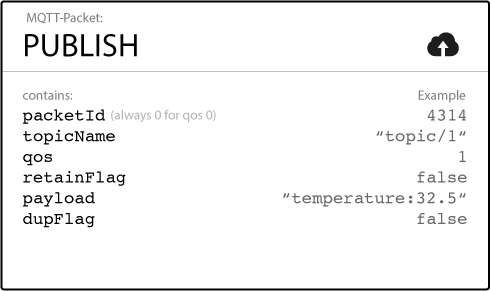 MQTT-Packet:
PUBLISH
contains: Example
packetId (always 0 for qos 0) 4314
topicName “topic/1“
qos 1
retainFlag false
payload “temperature:32.5“
dupFlag false